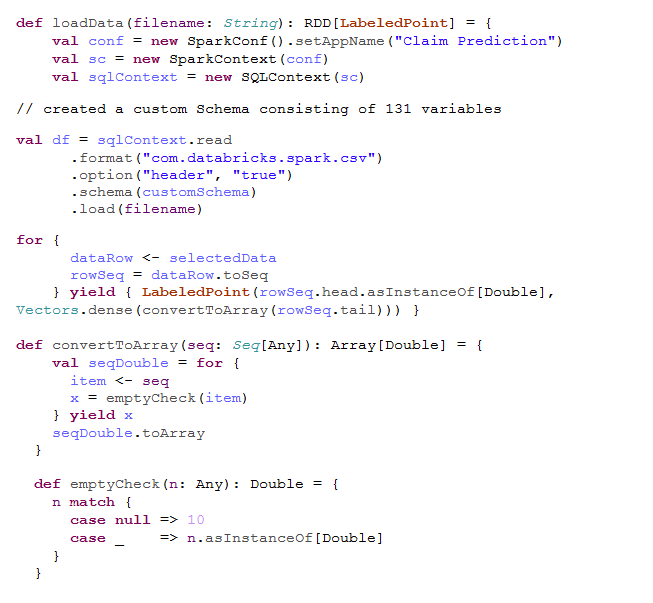 def loadData(filename: String): RDD[LabeledPoint] = {
    val conf = new SparkConf().setAppName("Claim Prediction")
    val sc = new SparkContext(conf)
    val sqlContext = new SQLContext(sc)
// created a custom Schema consisting of 131 variables
val df = sqlContext.read
      .format("com.databricks.spark.csv")
      .option("header", "true")
      .schema(customSchema)
      .load(filename)
for {
      dataRow <- selectedData
      rowSeq = dataRow.toSeq
    } yield { LabeledPoint(rowSeq.head.asInstanceOf[Double],
Vectors.dense(convertToArray(rowSeq.tail))) }
def convertToArray(seq: Seq[Any]): Array[Double] = {
    val seqDouble = for {
      item <- seq
      x = emptyCheck(item)
    } yield x
    seqDouble.toArray
  }
  def emptyCheck(n: Any): Double = {
    n match {
      case null => 10
      case _    => n.asInstanceOf[Double]
    }
  }